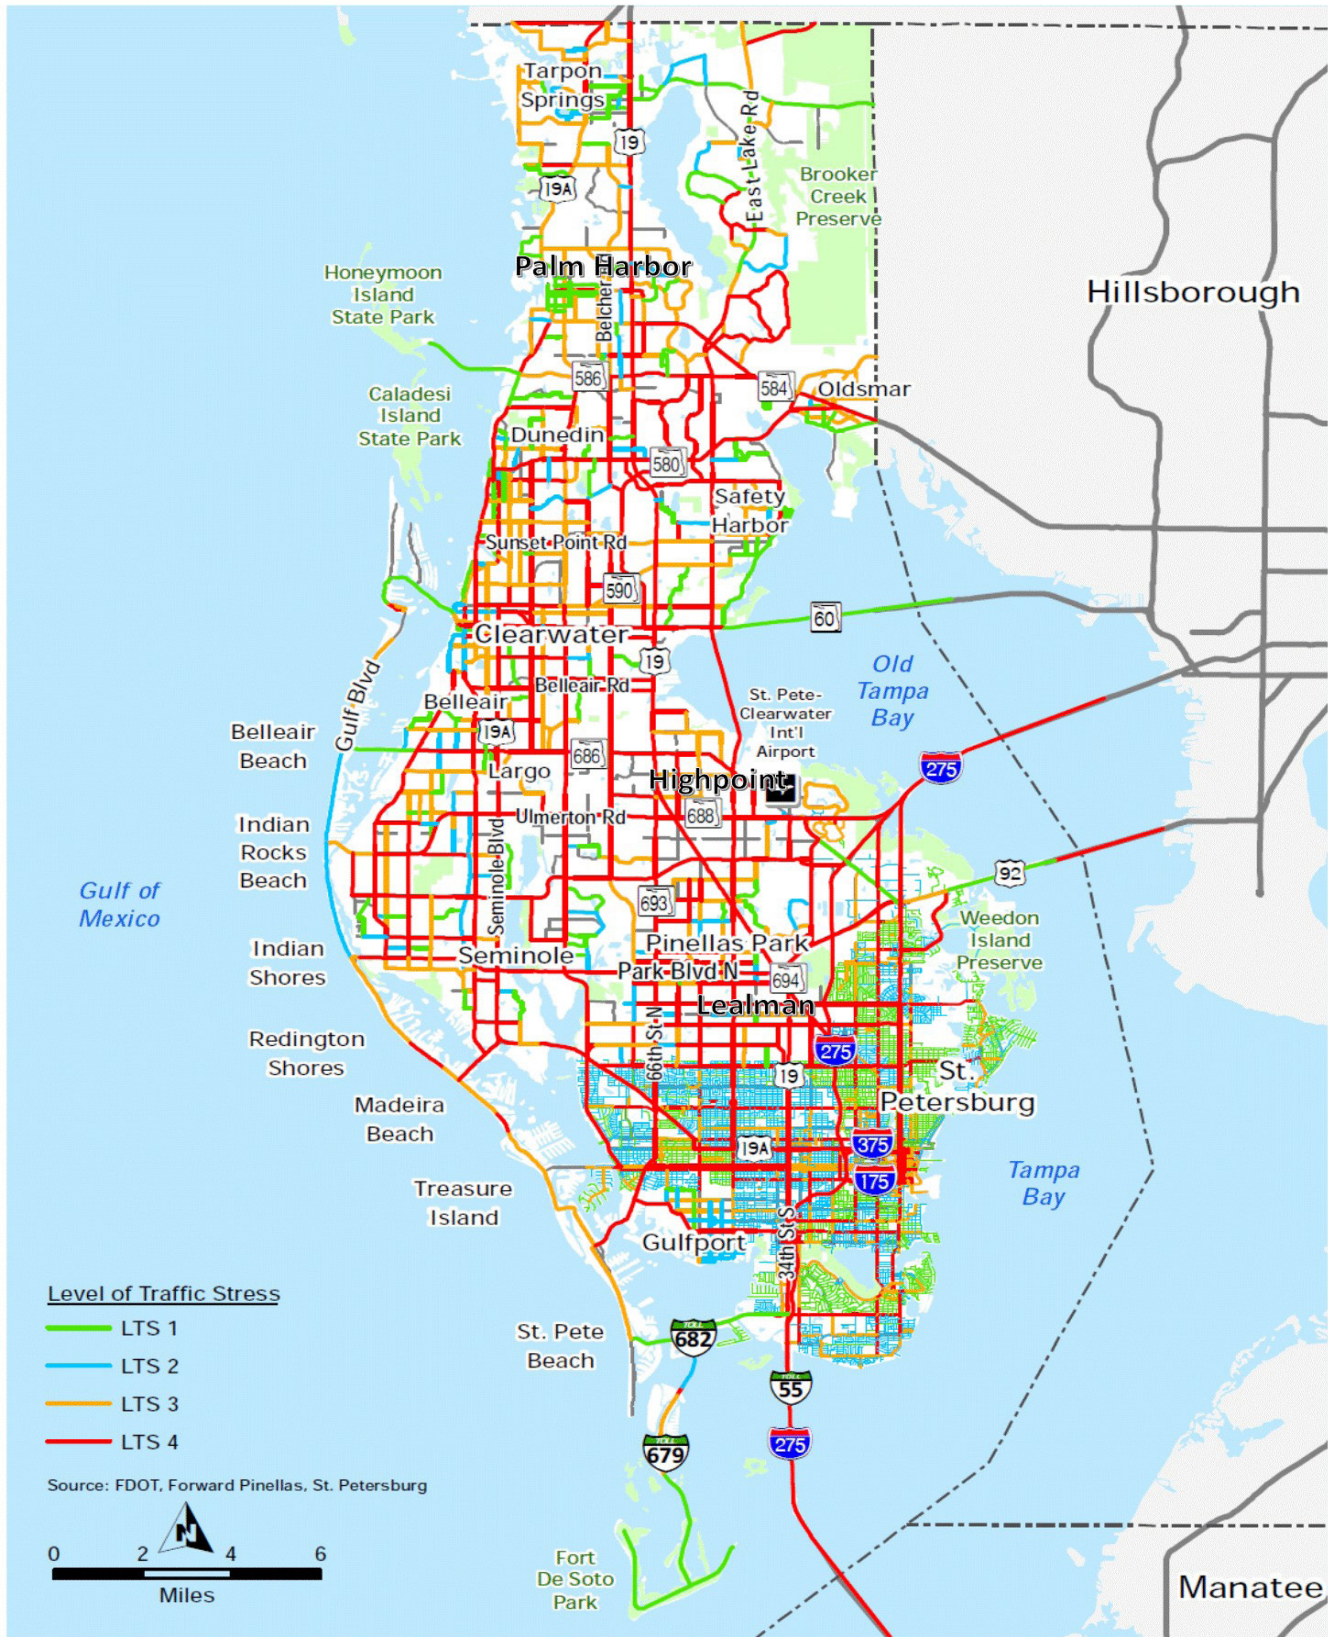 Tarpon
Springs
19
East Lake Rd
19A
Brooker
Creek
Preserve
Palm Harbor
Honeymoon
Island
State Park
Hillsborough
Belcher
586
584
Oldsmar
Caladesi
Island
State Park
Dunedin
580
Safety
Harbor
Sunset Point Rd
590
60
Clearwater
19
Old
Tampa
Bay
Belleair Rd
Gulf Blvd
Belleair
St. Pete-
Clearwater
Int'l
Airport
19A
Belleair
Beach
686
275
Largo
Highpoint
688
Ulmerton Rd
Indian
Rocks
Beach
Seminole Blvd
92
Gulf of
Mexico
693
Weedon
Island
Preserve
Indian
Shores
Seminole
Pinellas Park
Park Blvd N
694
Lealman
66th St N
Redington
Shores
275
19
St.
Petersburg
Madeira
Beach
375
19A
175
Tampa
Bay
Treasure
Island
Gulfport
34th St S
Level of Traffic Stress
LTS 1
LTS 2
LTS 3
LTS 4
St. Pete
Beach
TOLL
682
TOLL
55
275
TOLL
679
Source: FDOT, Forward Pinellas, St. Petersburg
N
0 2 4 6
Miles
Fort
De Soto
Park
Manatee